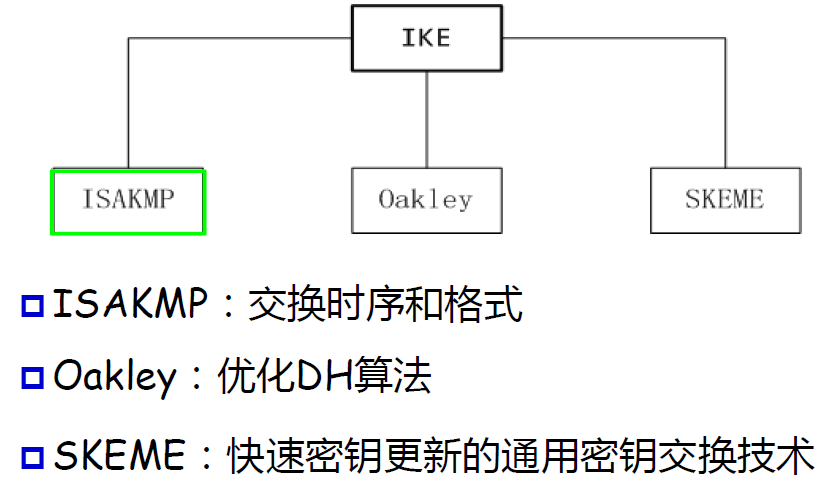 IKE
ISAKMP Oakley SKEME
ISAKMP：交换时序和格式
Oakley：优化DH算法
SKEME：快速密钥更新的通用密钥交换技术